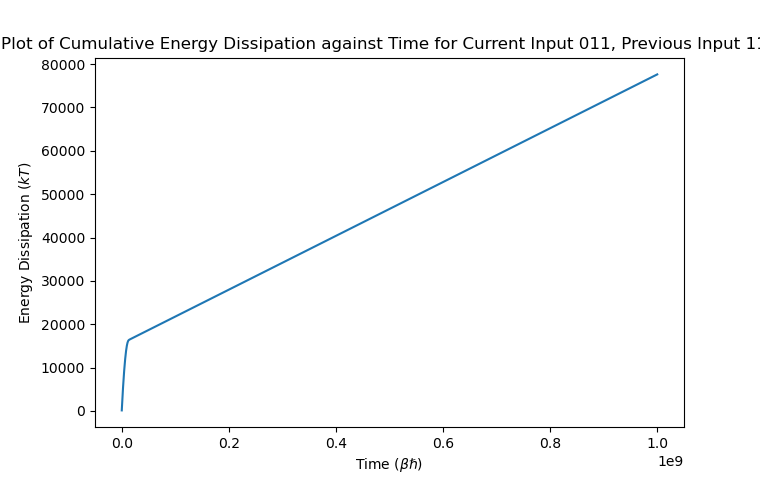 Plot of Cumulative Energy Dissipation against Time for Current Input 011, Previous Input 11
80000
70000
60000
50000
40000
30000
20000
10000
0
Energy Dissipation (kT)
0.0 0.2 0.4 0.6 0.8 1.0
1e9
Time (βħ)